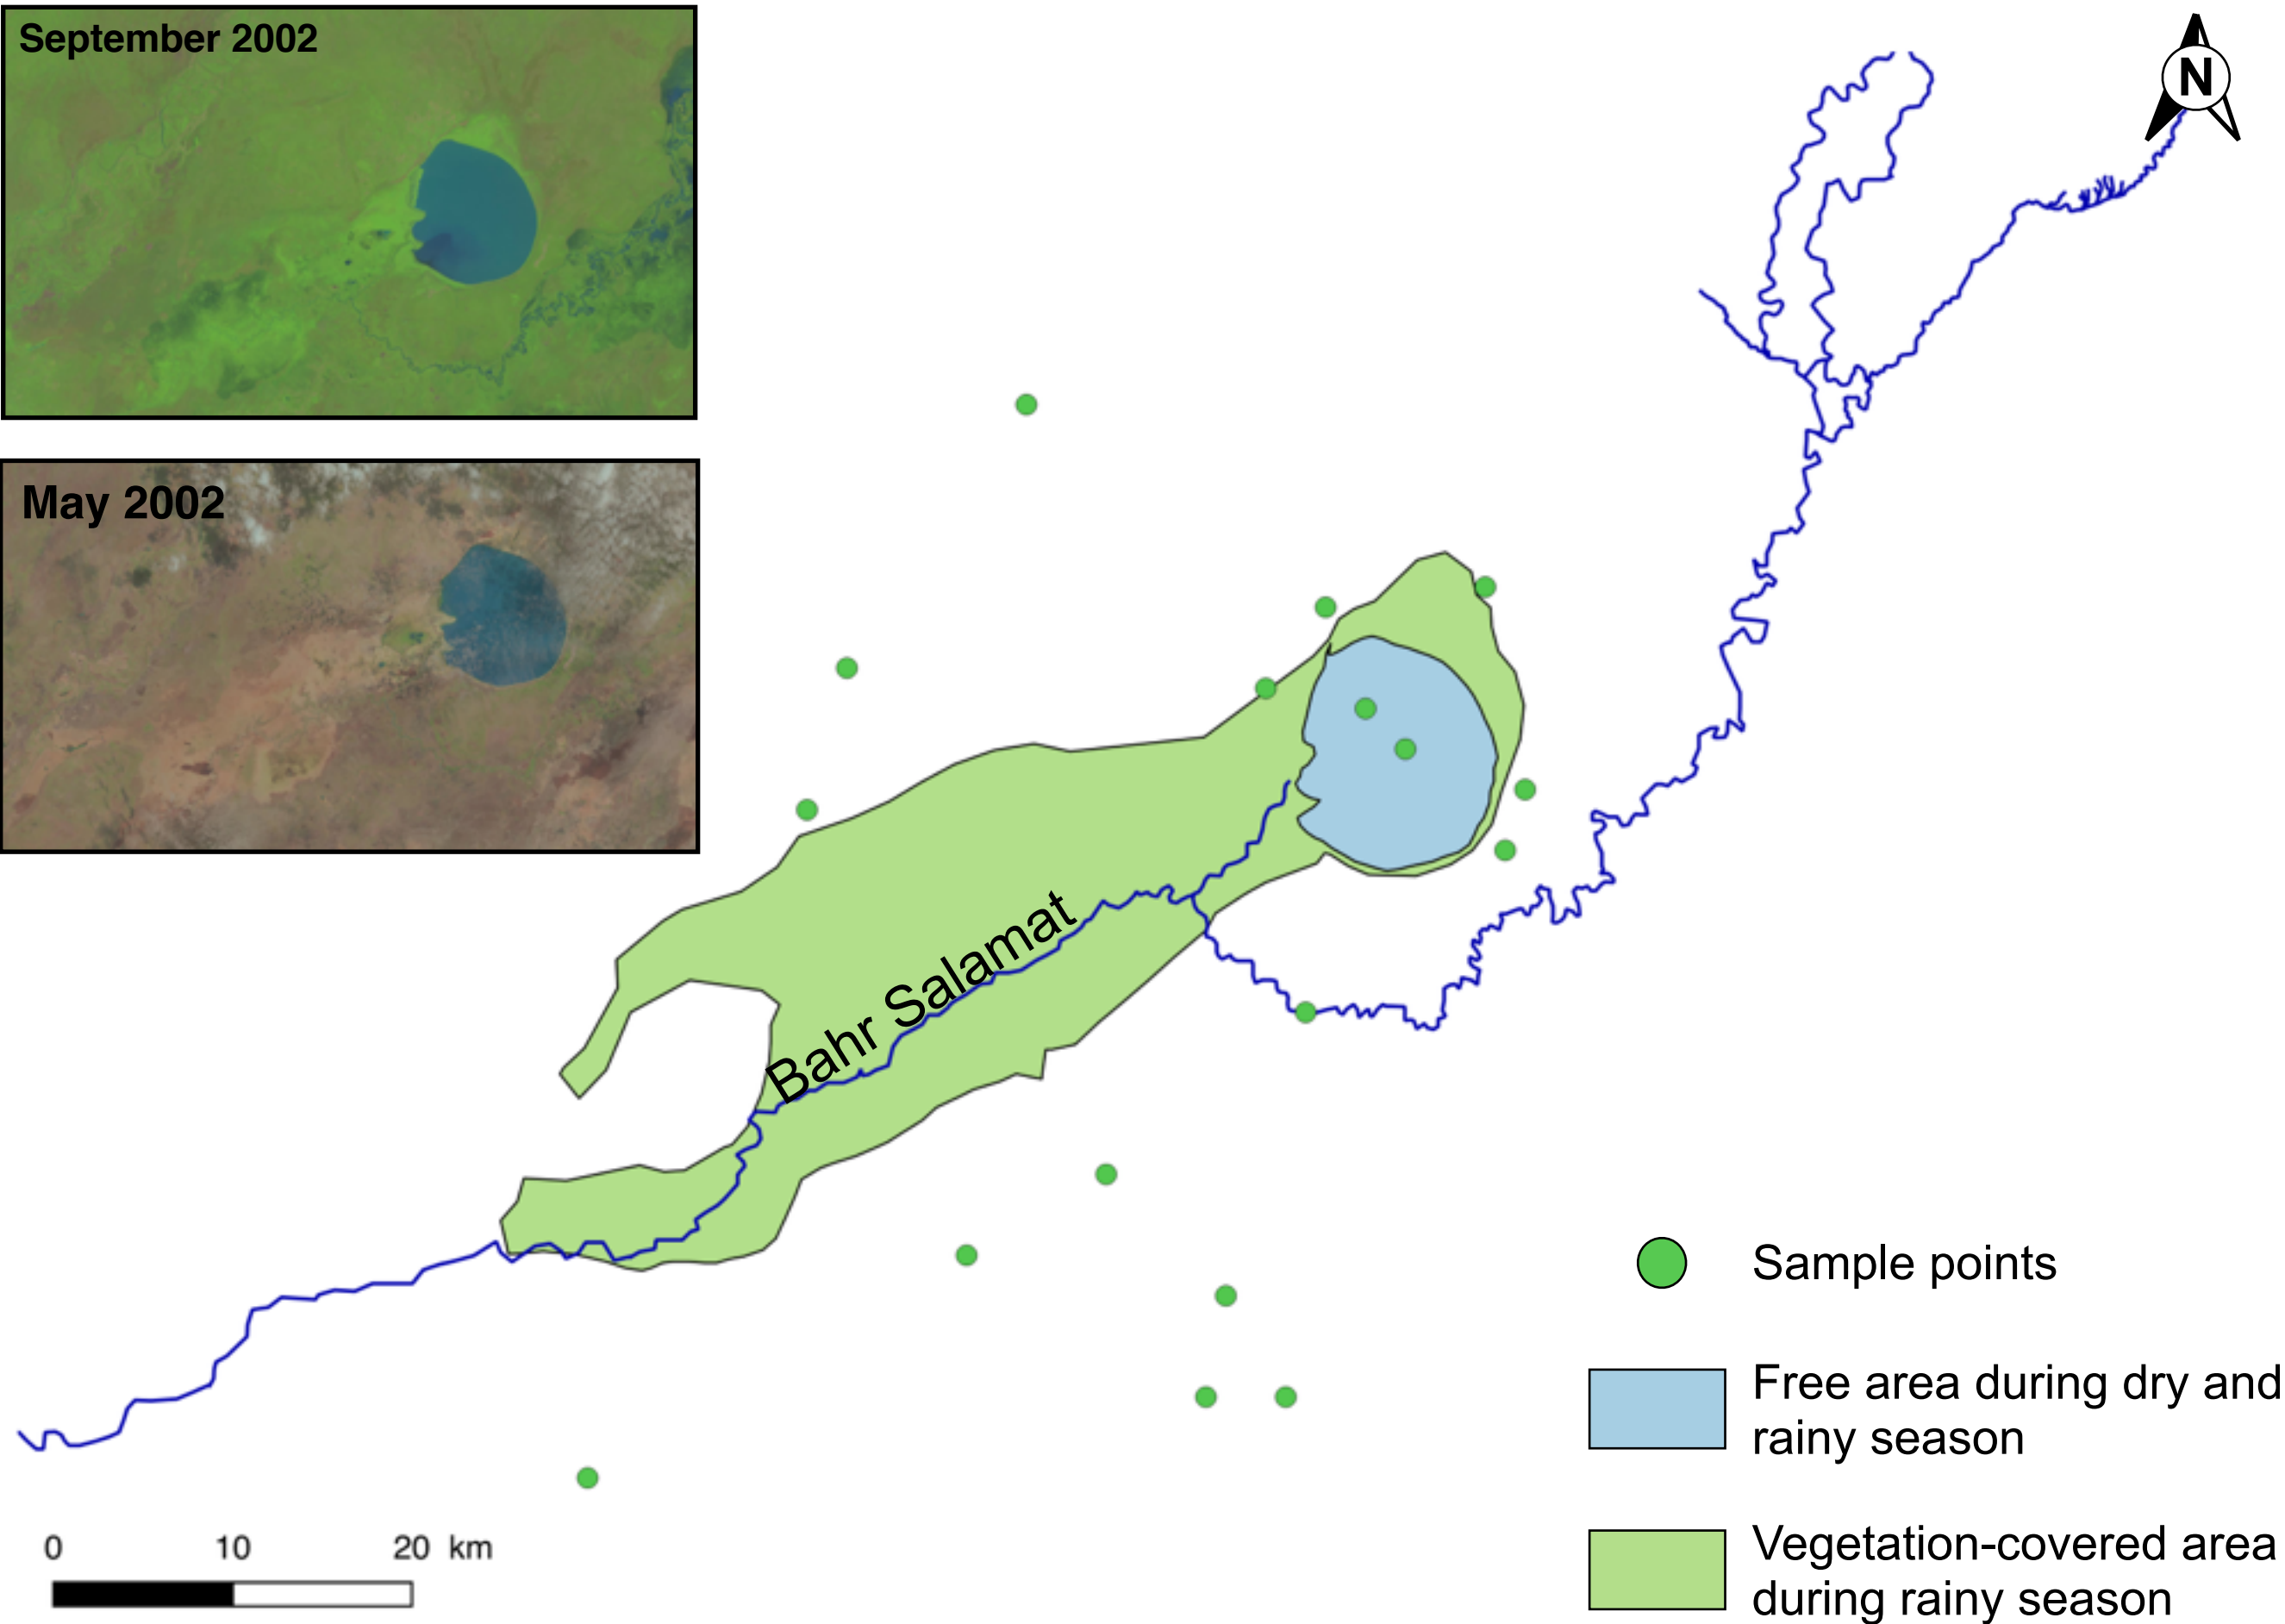 September 2002
N
May 2002
Bahr Salamat
Sample points
Free area during dry and
rainy season
Vegetation-covered area
during rainy season
0 10 20 km